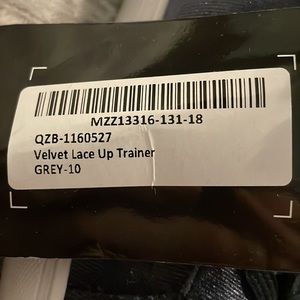 MZZ13316-131-18
QZB-1160527
Velvet Lace Up Trainer
GREY-10